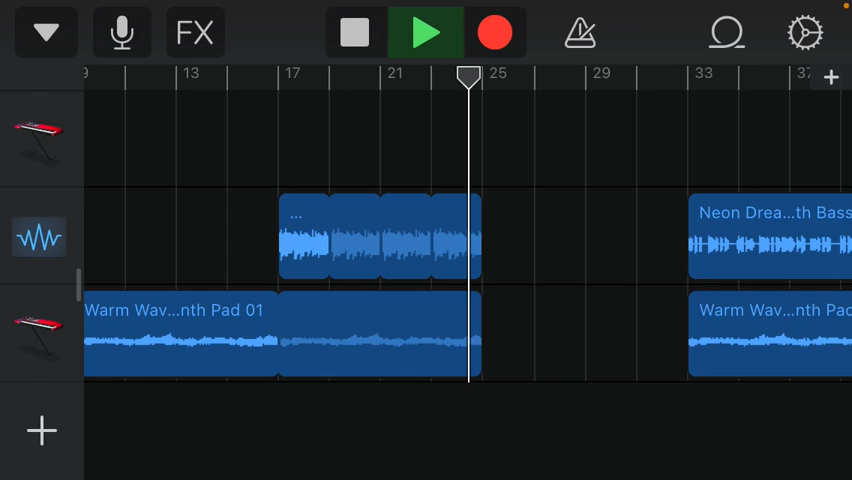 FX
9
13
17
21
25
29
33
37
+
...
Neon Drea...th Bass
Warm Wav...nth Pad 01
Warm Wav...nth Pad
+